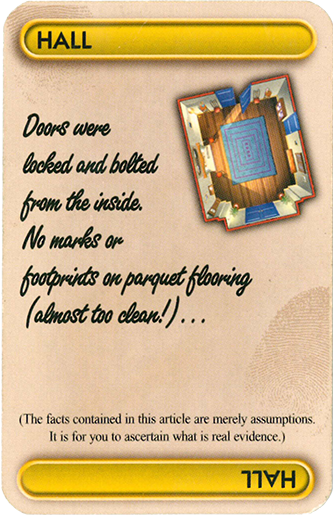 HALL
Doors were
locked and bolted
from the inside.
No marks or
footprints on parquet flooring
(almost too clean!)...
(The facts contained in this article are merely assumptions.
It is for you to ascertain what is real evidence.)
HALL